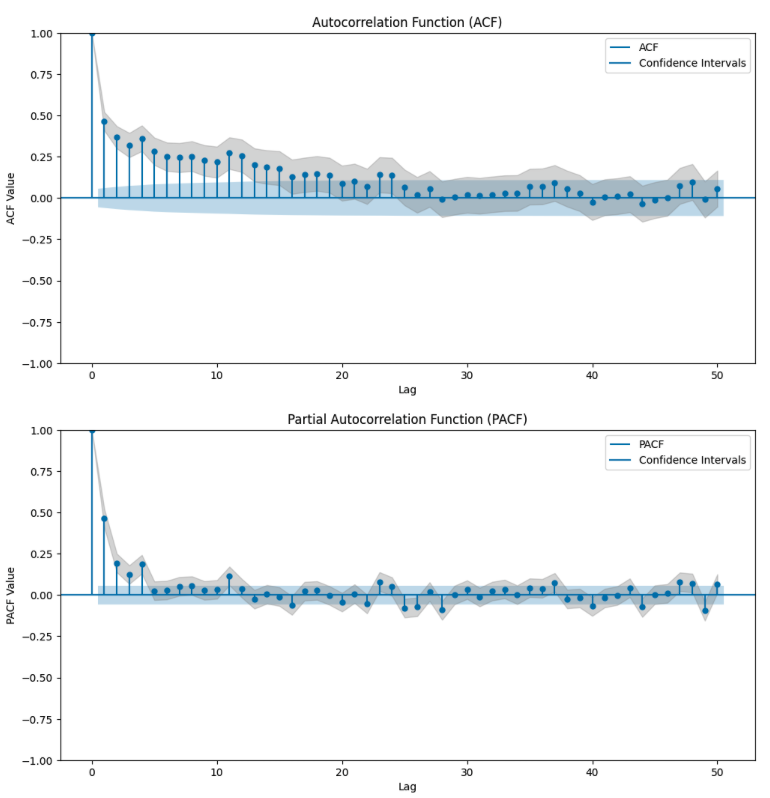 Autocorrelation Function (ACF)
1.00
0.75
0.50
0.25
0.00
−0.25
−0.50
−0.75
−1.00
ACF Value
ACF
Confidence Intervals
0 10 20 30 40 50
Lag
Partial Autocorrelation Function (PACF)
1.00
0.75
0.50
0.25
0.00
−0.25
−0.50
−0.75
−1.00
PACF Value
PACF
Confidence Intervals
0 10 20 30 40 50
Lag